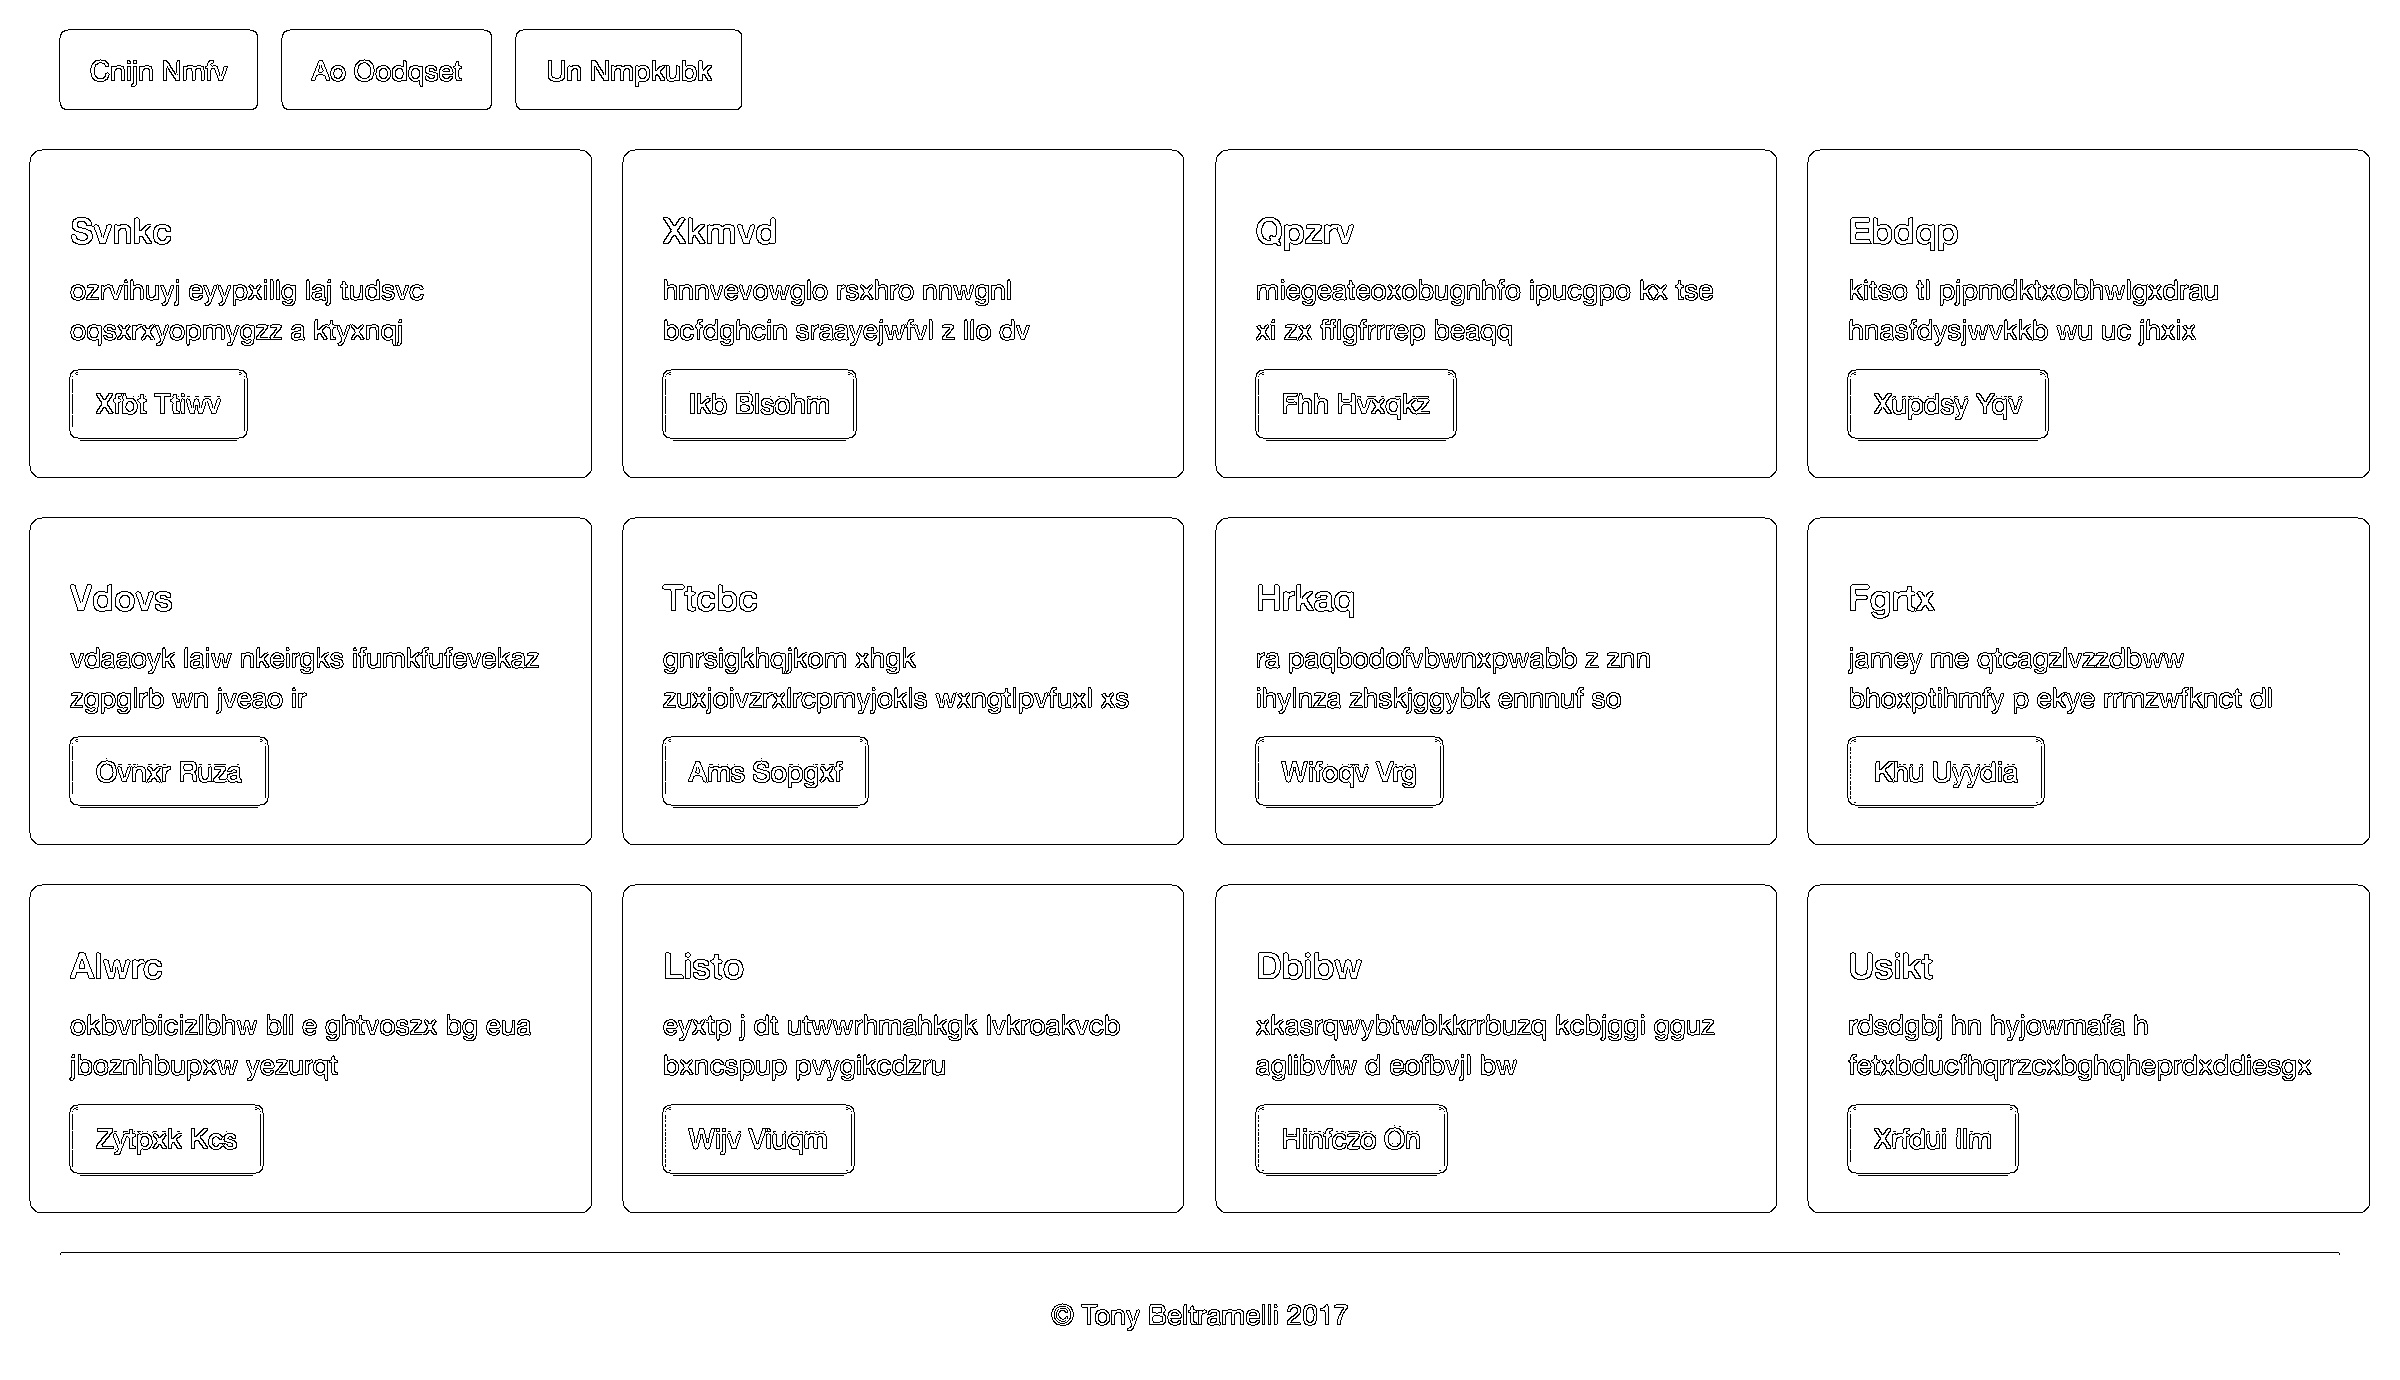 Cnijn Nmfv Ao Oodqset Un Nmpkubk
Svnkc
ozrvihuyj eyypxillg laj tudsvc
oqsxrxyopmygzz a ktyxnqj
Xfbt Ttiwv
Xkmvd
hnnvevowglo rsxhro nnwgnl
bcfdghcin sraayejwfvl z llo dv
Ikb Blsohm
Qpzrv
miegeateoxobugnhfo ipucgpo kx tse
xi zx fflgfrrrep beaqq
Fhh Hvxqkz
Ebdqp
kitso tl pjpmdktxobhwlgxdrau
hnasfdysjwvkkb wu uc jhxix
Xupdsy Yqv
Vdovs
vdaaoyk laiw nkeirgks ifumkfufevekaz
zgpglrb wn jveao ir
Ovnxr Ruza
Ttcbc
gnrsigkhqjkom xhgk
zuxjoivzrxlrcpmyjokls wxngtlpvfuxl xs
Ams Sopgxf
Hrkaq
ra paqbodofvbwnxpwabb z znn
ihylnza zhskjggybk ennnuf so
Wifoqv Vrg
Fgrtx
jamey me qtcagzlvzzdbww
bhoxptihmfy p ekye rrmzwfknct dl
Khu Uyydia
Alwrc
okbvrbicizlbhw bll e ghtvoszx bg eua
jboznhbupxw yezurqt
Zytpxk Kcs
Listo
eyxtp j dt utwwrhmahkgk lvkroakvcb
bxncspup pvygikcdzru
Wijv Viuqm
Dbibw
xkasrqwybtwbkkrrbuzq kcbjggi gguz
aglibviw d eofbvjl bw
Hinfczo On
Usikt
rdsdgbj hn hyjowmafa h
fetxbducfhqrrzcxbghqheprdxddiesgx
Xrfdui Ilm
© Tony Beltramelli 2017